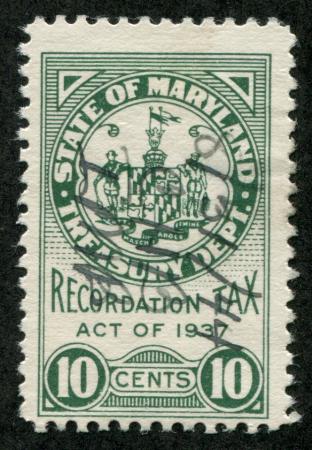 STATE OF MARYLAND
TREASURY DEPT.
RECORDATION TAX
ACT OF 1937
10 CENTS 10